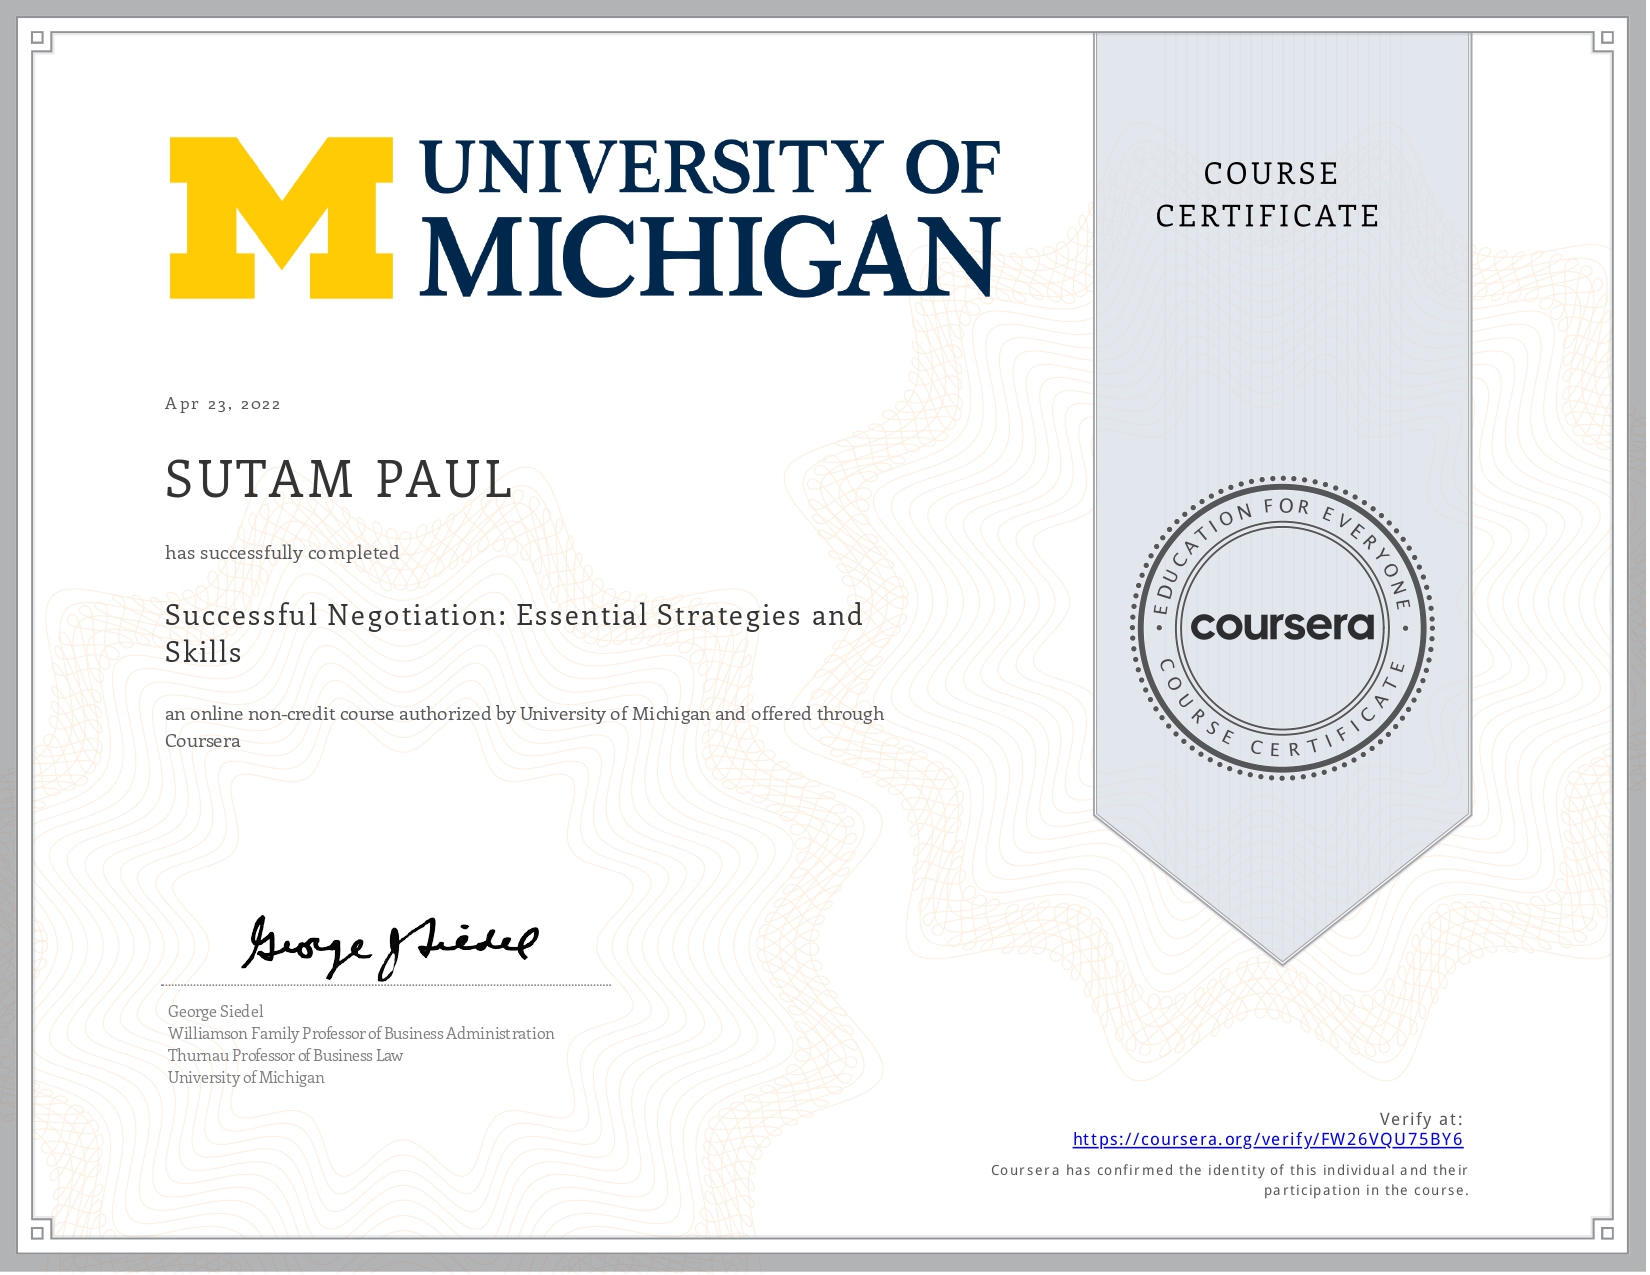 UNIVERSITY OF
MICHIGAN
COURSE
CERTIFICATE
Apr 23, 2022
SUTAM PAUL
has successfully completed
Successful Negotiation: Essential Strategies and
Skills
an online non-credit course authorized by University of Michigan and offered through
Coursera
EDUCATION FOR EVERYONE
coursera
COURSE CERTIFICATE
George J Siedel
George Siedel
Williamson Family Professor of Business Administration
Thurnau Professor of Business Law
University of Michigan
Verify at:
https://coursera.org/verify/FW26VQU75BY6
Coursera has confirmed the identity of this individual and their
participation in the course.